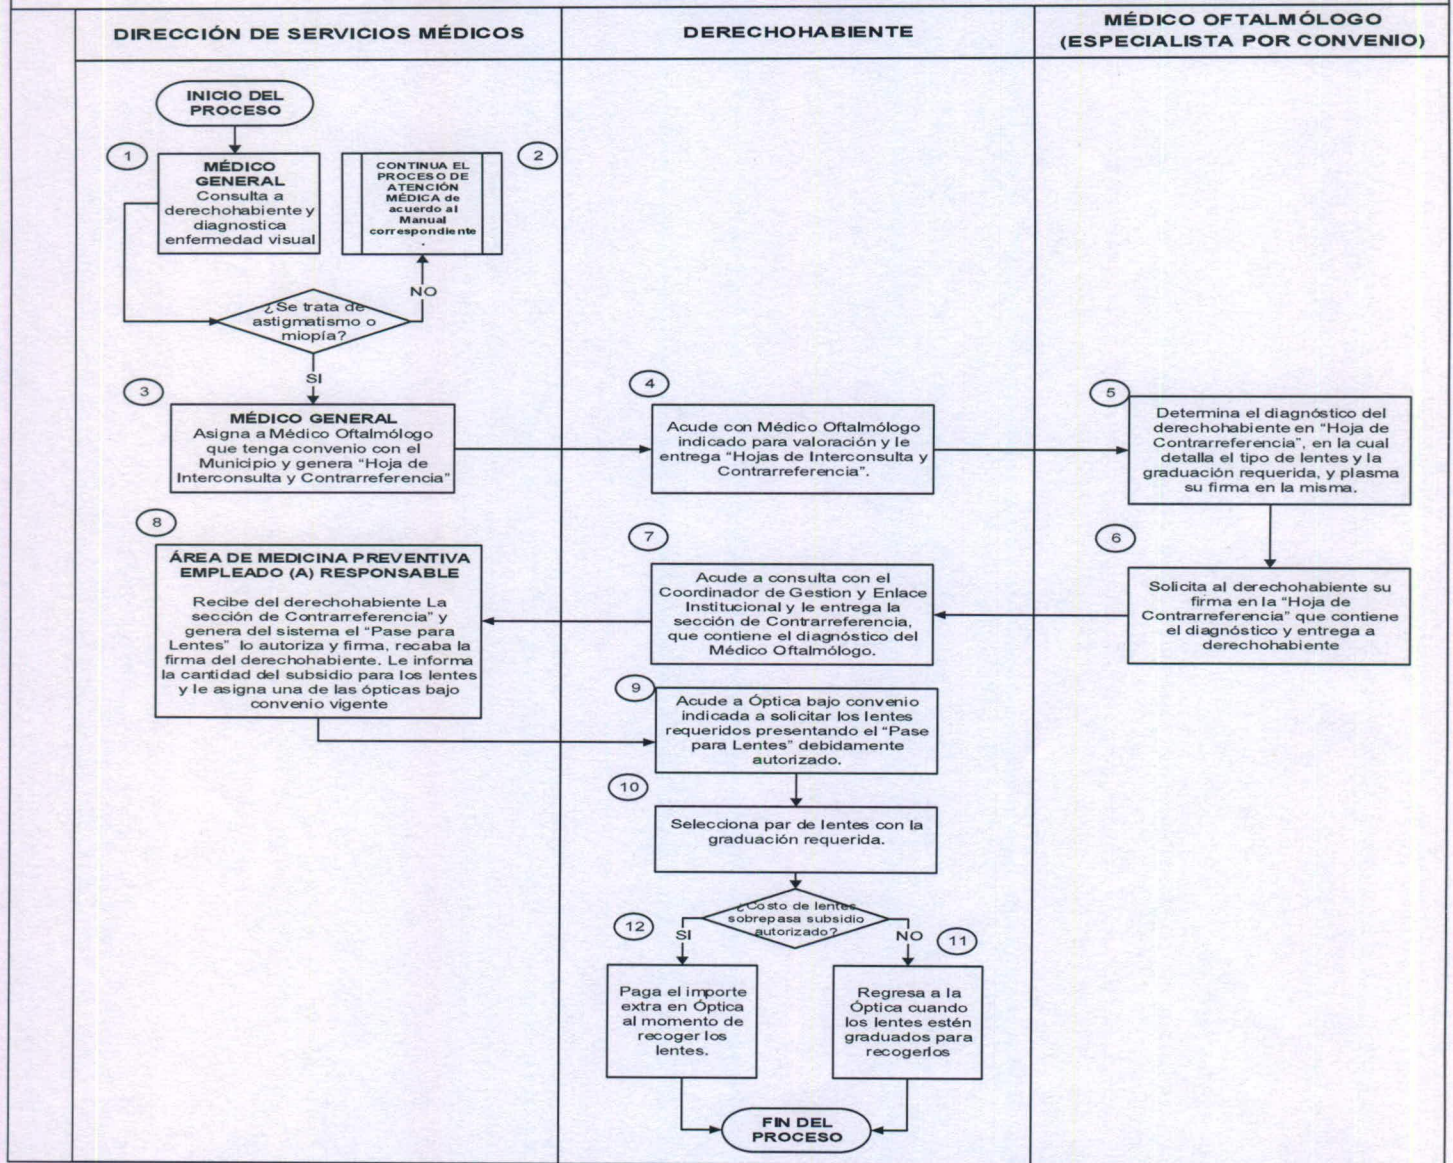 DIRECCIÓN DE SERVICIOS MÉDICOS
DERECHOHABIENTE
MÉDICO OFTALMÓLOGO
(ESPECIALISTA POR CONVENIO)
INICIO DEL
PROCESO
1
MÉDICO
GENERAL
Consulta a
derechohabiente y
diagnostica
enfermedad visual
2
CONTINUA EL
PROCESO DE
ATENCIÓN
MÉDICA de
acuerdo al
Manual
correspondiente
.
NO
¿Se trata de
astigmatismo o
miopía?
SI
3
MÉDICO GENERAL
Asigna a Médico Oftalmólogo
que tenga convenio con el
Municipio y genera “Hoja de
Interconsulta y Contrarreferencia”
4
Acude con Médico Oftalmólogo
indicado para valoración y le
entrega “Hojas de Interconsulta y
Contrarreferencia”.
5
Determina el diagnóstico del
derechohabiente en “Hoja de
Contrarreferencia”, en la cual
detalla el tipo de lentes y la
graduación requerida, y plasma
su firma en la misma.
6
Solicita al derechohabiente su
firma en la “Hoja de
Contrarreferencia” que contiene
el diagnóstico y entrega a
derechohabiente
7
Acude a consulta con el
Coordinador de Gestion y Enlace
Institucional y le entrega la
sección de Contrarreferencia,
que contiene el diagnóstico del
Médico Oftalmólogo.
8
ÁREA DE MEDICINA PREVENTIVA
EMPLEADO (A) RESPONSABLE
Recibe del derechohabiente La
sección de Contrarreferencia” y
genera del sistema el “Pase para
Lentes” lo autoriza y firma, recaba la
firma del derechohabiente. Le informa
la cantidad del subsidio para los lentes
y le asigna una de las ópticas bajo
convenio vigente
9
Acude a Óptica bajo convenio
indicada a solicitar los lentes
requeridos presentando el “Pase
para Lentes” debidamente
autorizado.
10
Selecciona par de lentes con la
graduación requerida.
¿Costo de lentes
sobrepasa subsidio
autorizado?
12
SI
NO
11
Paga el importe
extra en Óptica
al momento de
recoger los
lentes.
Regresa a la
Óptica cuando
los lentes estén
graduados para
recogerlos
FIN DEL
PROCESO